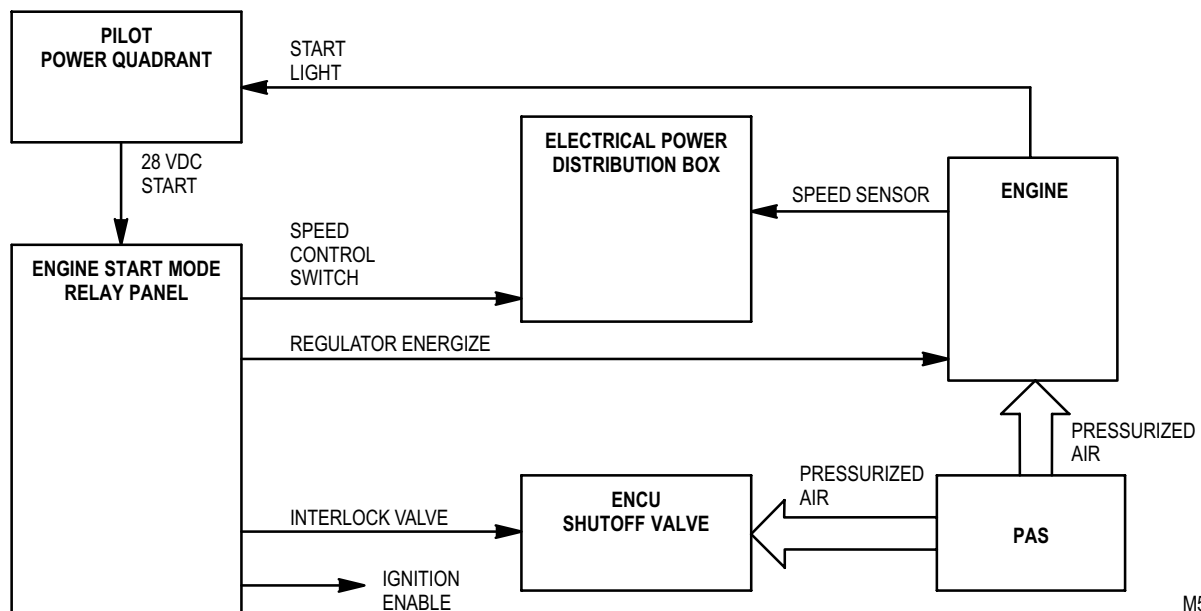 PILOT
POWER QUADRANT
START
LIGHT
ELECTRICAL POWER
DISTRIBUTION BOX
28 VDC
START
SPEED SENSOR
ENGINE
SPEED
CONTROL
SWITCH
ENGINE START MODE
RELAY PANEL
REGULATOR ENERGIZE
PRESSURIZED
AIR
PRESSURIZED
AIR
INTERLOCK VALVE
ENCU
SHUTOFF VALVE
PAS
IGNITION
ENABLE